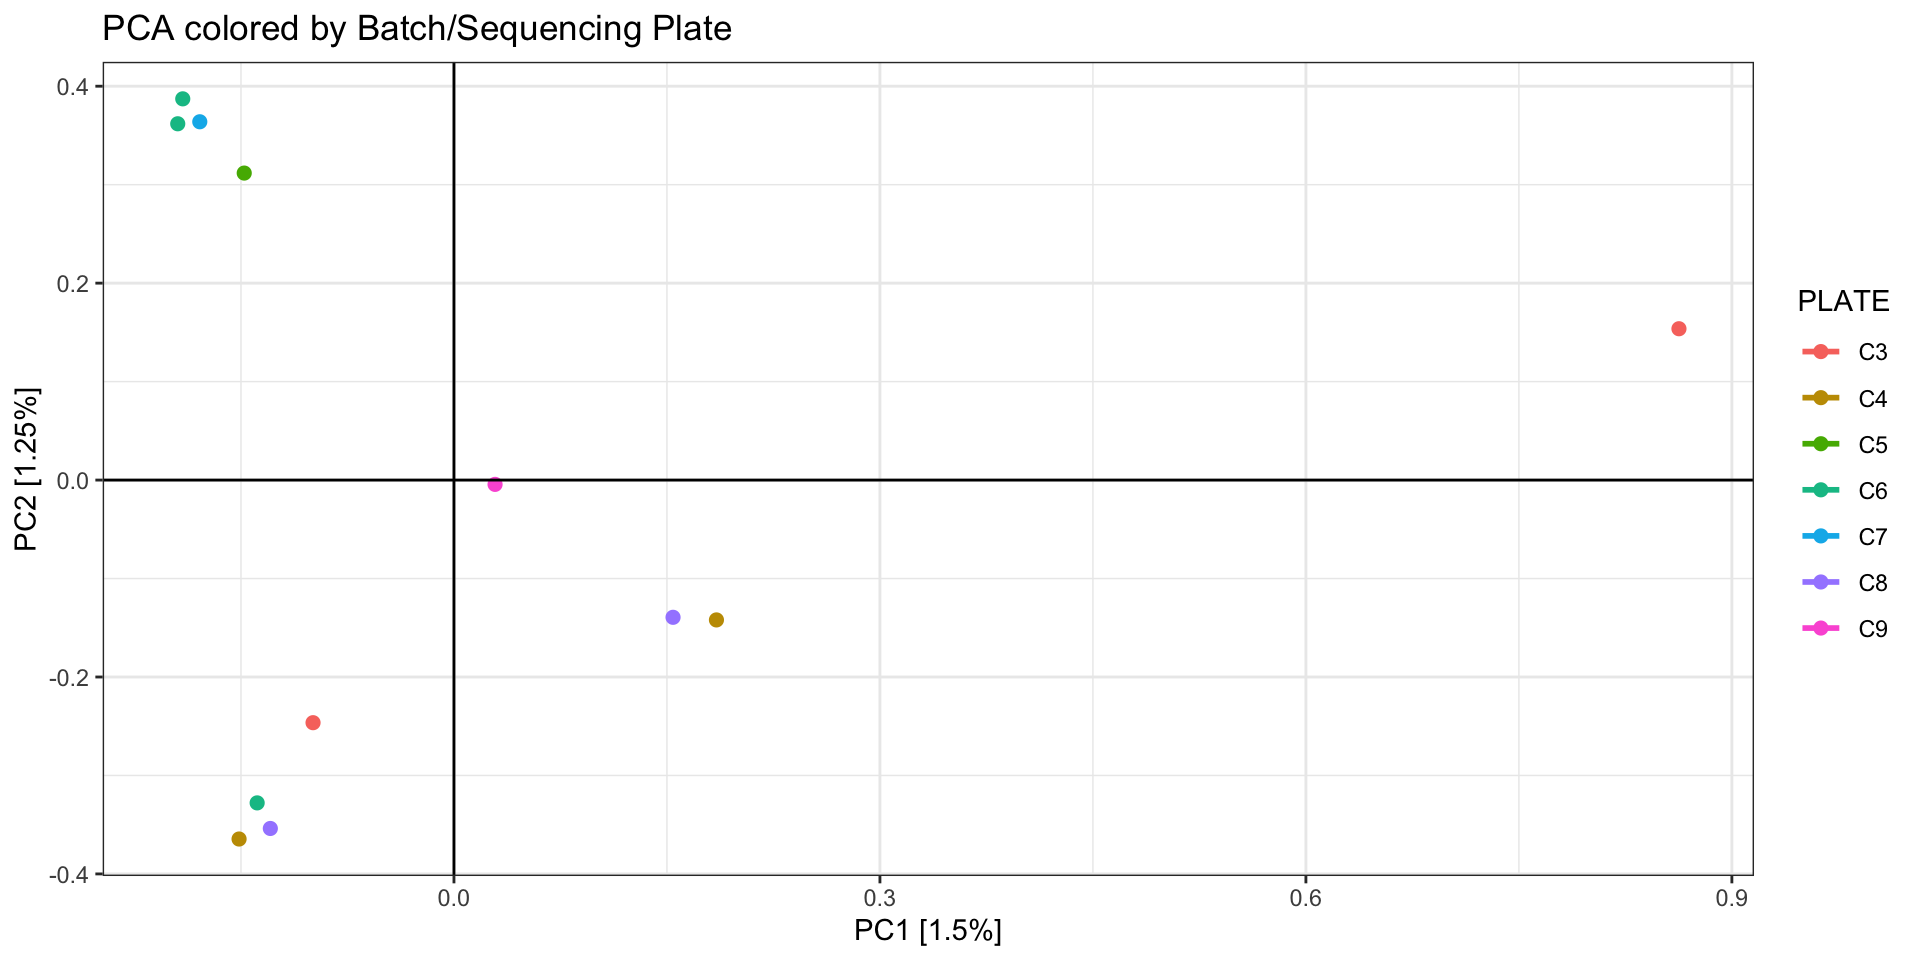 PCA colored by Batch/Sequencing Plate
0.4
0.2
0.0
-0.2
-0.4
PC2 [1.25%]
0.0 0.3 0.6 0.9
PC1 [1.5%]
PLATE
C3
C4
C5
C6
C7
C8
C9